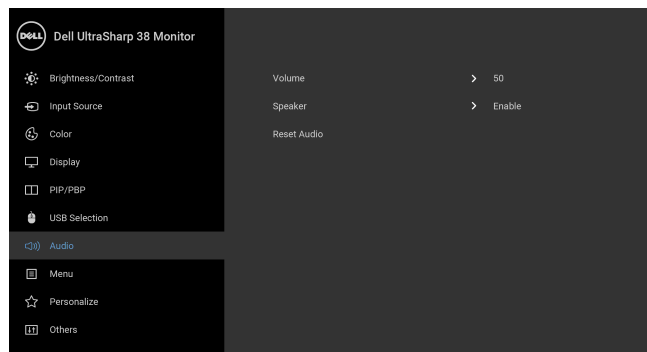 DELL Dell UltraSharp 38 Monitor
Brightness/Contrast
Input Source
Color
Display
PIP/PBP
USB Selection
Audio
Menu
Personalize
Others
Volume 50
Speaker Enable
Reset Audio